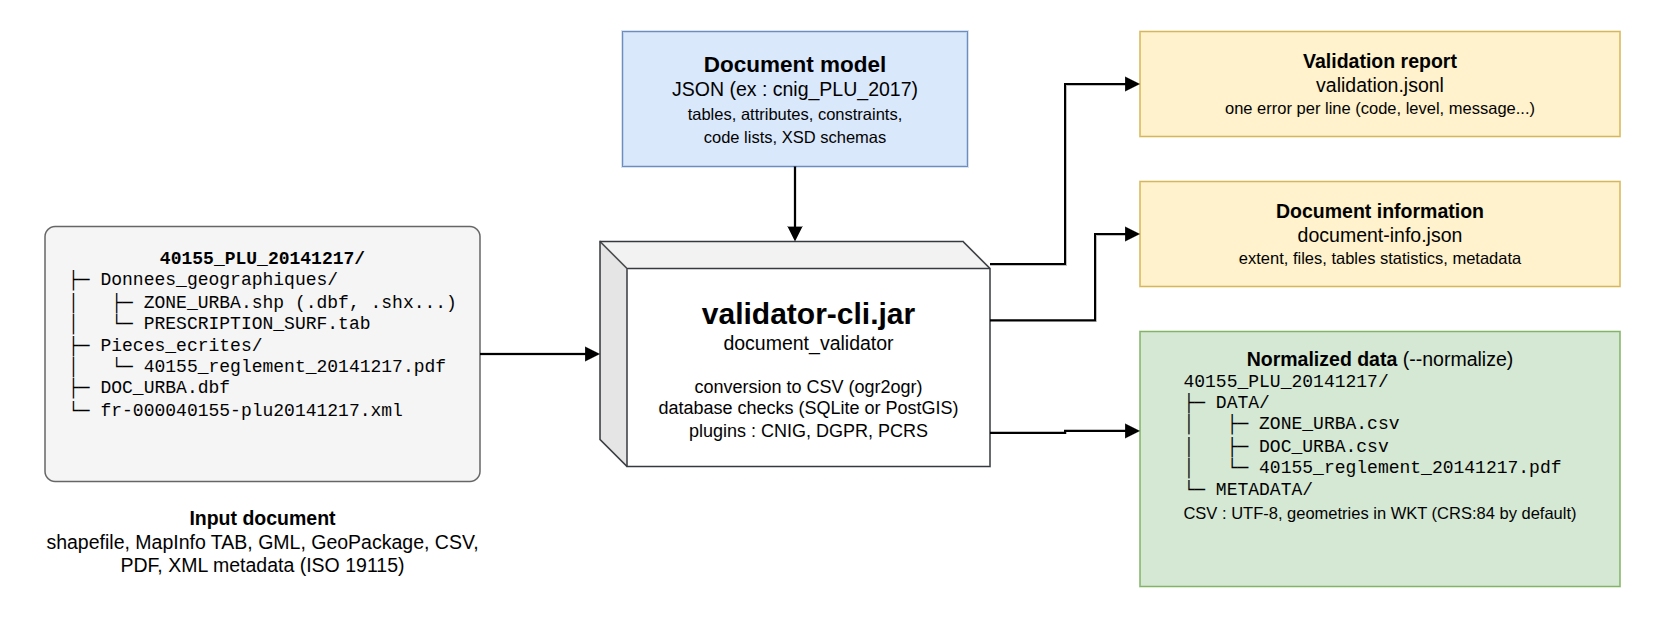 Document model
JSON (ex : cnig_PLU_2017)
tables, attributes, constraints,
code lists, XSD schemas
40155_PLU_20141217/
├─ Donnees_geographiques/
│  ├─ ZONE_URBA.shp (.dbf, .shx...)
│  └─ PRESCRIPTION_SURF.tab
├─ Pieces_ecrites/
│  └─ 40155_reglement_20141217.pdf
├─ DOC_URBA.dbf
└─ fr-000040155-plu20141217.xml
Input document
shapefile, MapInfo TAB, GML, GeoPackage, CSV,
PDF, XML metadata (ISO 19115)
validator-cli.jar
document_validator
conversion to CSV (ogr2ogr)
database checks (SQLite or PostGIS)
plugins : CNIG, DGPR, PCRS
Validation report
validation.jsonl
one error per line (code, level, message...)
Document information
document-info.json
extent, files, tables statistics, metadata
Normalized data (--normalize)
40155_PLU_20141217/
├─ DATA/
│  ├─ ZONE_URBA.csv
│  ├─ DOC_URBA.csv
│  └─ 40155_reglement_20141217.pdf
└─ METADATA/
CSV : UTF-8, geometries in WKT (CRS:84 by default)